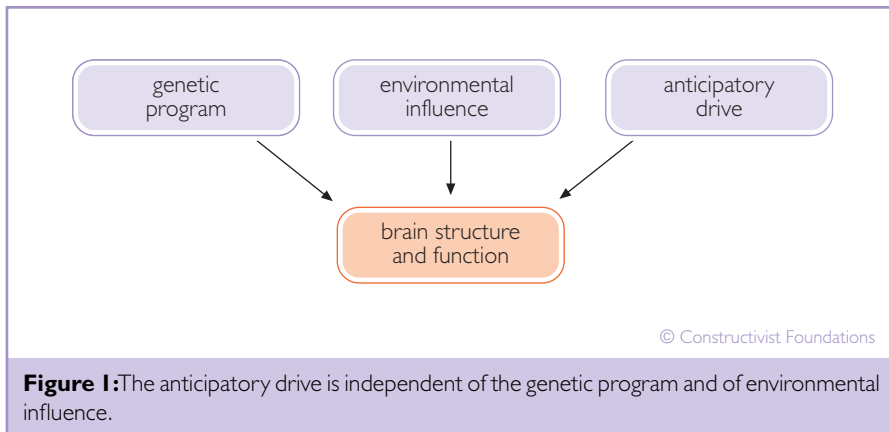 genetic
program
environmental
influence
anticipatory
drive
brain structure
and function
© Constructivist Foundations
Figure 1:The anticipatory drive is independent of the genetic program and of environmental
influence.